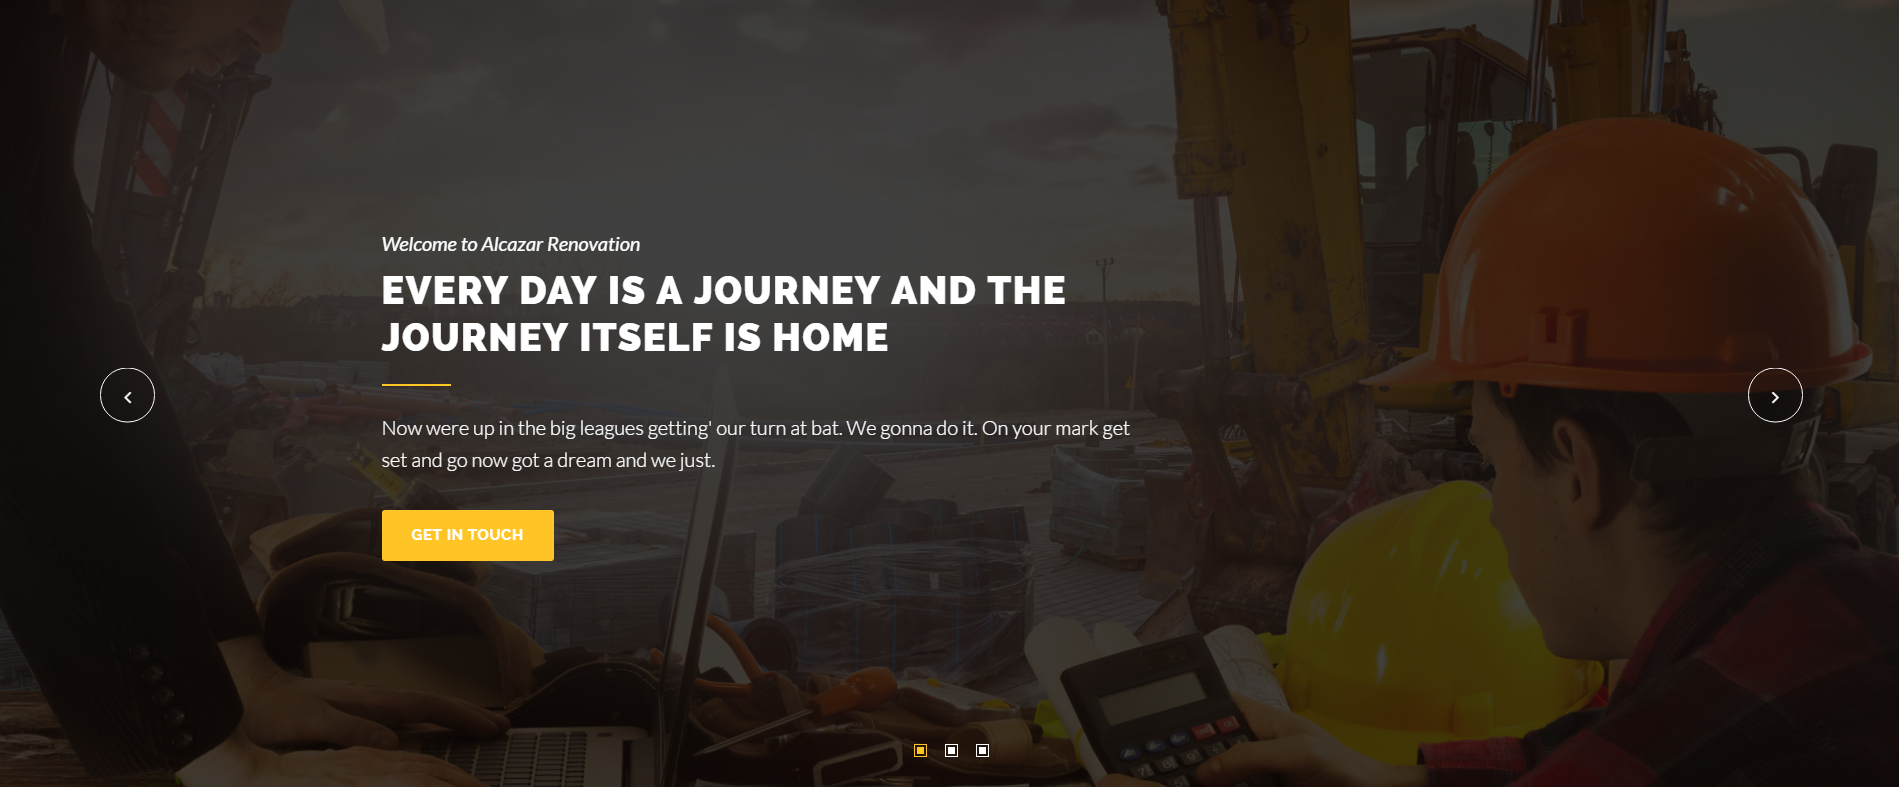 Welcome to Alcazar Renovation
EVERY DAY IS A JOURNEY AND THE
JOURNEY ITSELF IS HOME
Now were up in the big leagues getting' our turn at bat. We gonna do it. On your mark get
set and go now got a dream and we just.
GET IN TOUCH